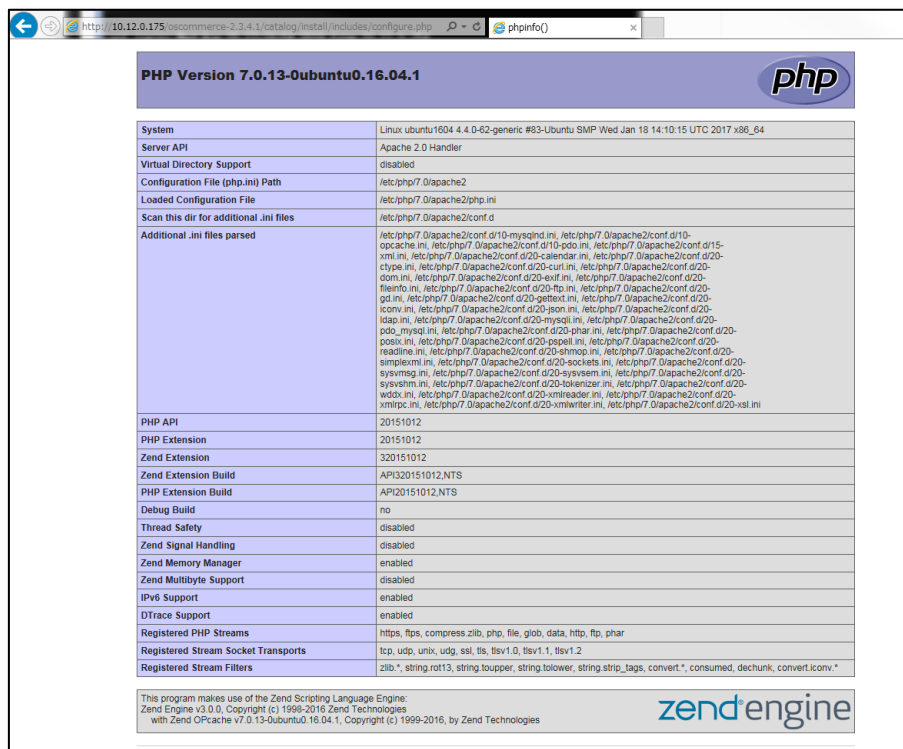 http://10.12.0.175/oscommerce-2.3.4.1/catalog/install/includes/configure.php
phpinfo()
PHP Version 7.0.13-0ubuntu0.16.04.1
php
System Linux ubuntu1604 4.4.0-62-generic #83-Ubuntu SMP Wed Jan 18 14:10:15 UTC 2017 x86_64
Server API Apache 2.0 Handler
Virtual Directory Support disabled
Configuration File (php.ini) Path /etc/php/7.0/apache2
Loaded Configuration File /etc/php/7.0/apache2/php.ini
Scan this dir for additional .ini files /etc/php/7.0/apache2/conf.d
Additional .ini files parsed /etc/php/7.0/apache2/conf.d/10-mysqlnd.ini, /etc/php/7.0/apache2/conf.d/10-
opcache.ini, /etc/php/7.0/apache2/conf.d/10-pdo.ini, /etc/php/7.0/apache2/conf.d/15-
xml.ini, /etc/php/7.0/apache2/conf.d/20-calendar.ini, /etc/php/7.0/apache2/conf.d/20-
ctype.ini, /etc/php/7.0/apache2/conf.d/20-curl.ini, /etc/php/7.0/apache2/conf.d/20-
dom.ini, /etc/php/7.0/apache2/conf.d/20-exif.ini, /etc/php/7.0/apache2/conf.d/20-
fileinfo.ini, /etc/php/7.0/apache2/conf.d/20-ftp.ini, /etc/php/7.0/apache2/conf.d/20-
gd.ini, /etc/php/7.0/apache2/conf.d/20-gettext.ini, /etc/php/7.0/apache2/conf.d/20-
iconv.ini, /etc/php/7.0/apache2/conf.d/20-json.ini, /etc/php/7.0/apache2/conf.d/20-
ldap.ini, /etc/php/7.0/apache2/conf.d/20-mysqli.ini, /etc/php/7.0/apache2/conf.d/20-
pdo_mysql.ini, /etc/php/7.0/apache2/conf.d/20-phar.ini, /etc/php/7.0/apache2/conf.d/20-
posix.ini, /etc/php/7.0/apache2/conf.d/20-pspell.ini, /etc/php/7.0/apache2/conf.d/20-
readline.ini, /etc/php/7.0/apache2/conf.d/20-shmop.ini, /etc/php/7.0/apache2/conf.d/20-
simplexml.ini, /etc/php/7.0/apache2/conf.d/20-sockets.ini, /etc/php/7.0/apache2/conf.d/20-
sysvmsg.ini, /etc/php/7.0/apache2/conf.d/20-sysvsem.ini, /etc/php/7.0/apache2/conf.d/20-
sysvshm.ini, /etc/php/7.0/apache2/conf.d/20-tokenizer.ini, /etc/php/7.0/apache2/conf.d/20-
wddx.ini, /etc/php/7.0/apache2/conf.d/20-xmlreader.ini, /etc/php/7.0/apache2/conf.d/20-
xmlrpc.ini, /etc/php/7.0/apache2/conf.d/20-xmlwriter.ini, /etc/php/7.0/apache2/conf.d/20-xsl.ini
PHP API 20151012
PHP Extension 20151012
Zend Extension 320151012
Zend Extension Build API320151012,NTS
PHP Extension Build API20151012,NTS
Debug Build no
Thread Safety disabled
Zend Signal Handling disabled
Zend Memory Manager enabled
Zend Multibyte Support disabled
IPv6 Support enabled
DTrace Support enabled
Registered PHP Streams https, ftps, compress.zlib, php, file, glob, data, http, ftp, phar
Registered Stream Socket Transports tcp, udp, unix, udg, ssl, tls, tlsv1.0, tlsv1.1, tlsv1.2
Registered Stream Filters zlib.*, string.rot13, string.toupper, string.tolower, string.strip_tags, convert.*, consumed, dechunk, convert.iconv.*
This program makes use of the Zend Scripting Language Engine:
Zend Engine v3.0.0, Copyright (c) 1998-2016 Zend Technologies
with Zend OPcache v7.0.13-0ubuntu0.16.04.1, Copyright (c) 1999-2016, by Zend Technologies
zend engine